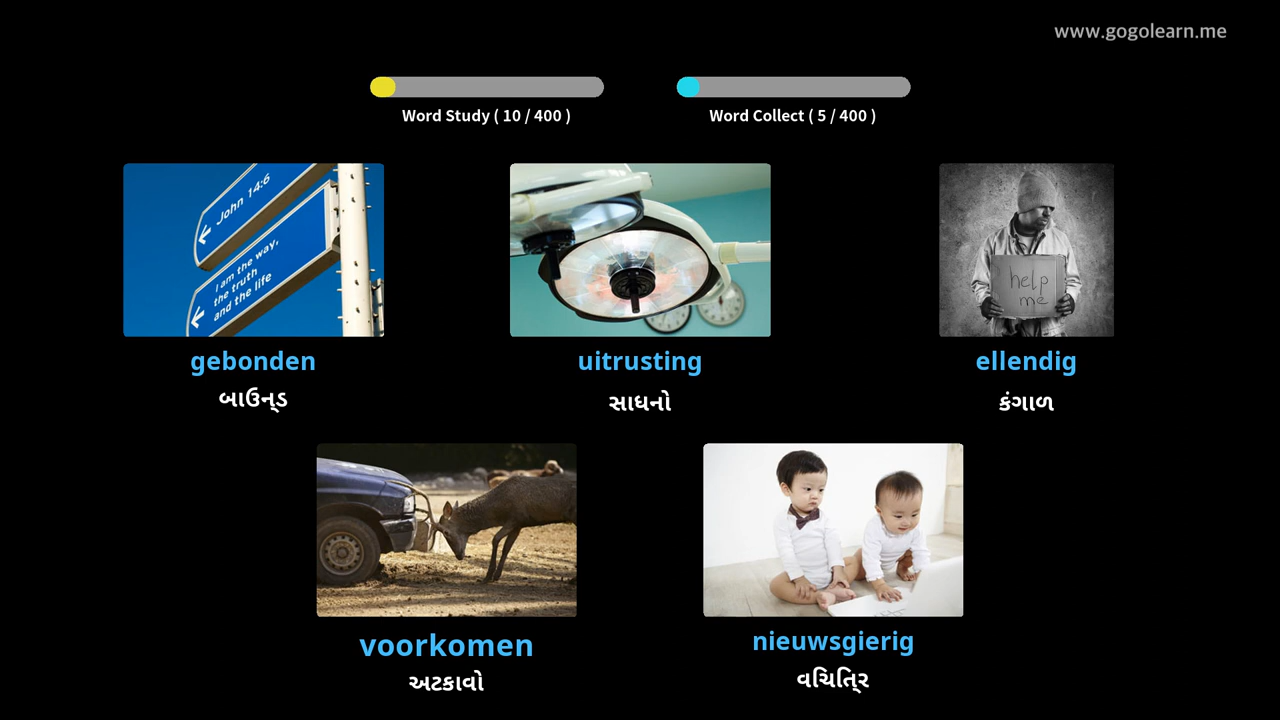 www.gogolearn.me
Word Study ( 10 / 400 )
Word Collect ( 5 / 400 )
John 14:6
I am the way,
the truth
and the life
help
me
gebonden
uitrusting
ellendig
બાઉન્ડ
સાધનો
કંગાળ
voorkomen
nieuwsgierig
અટકાવો
વિચિત્ર